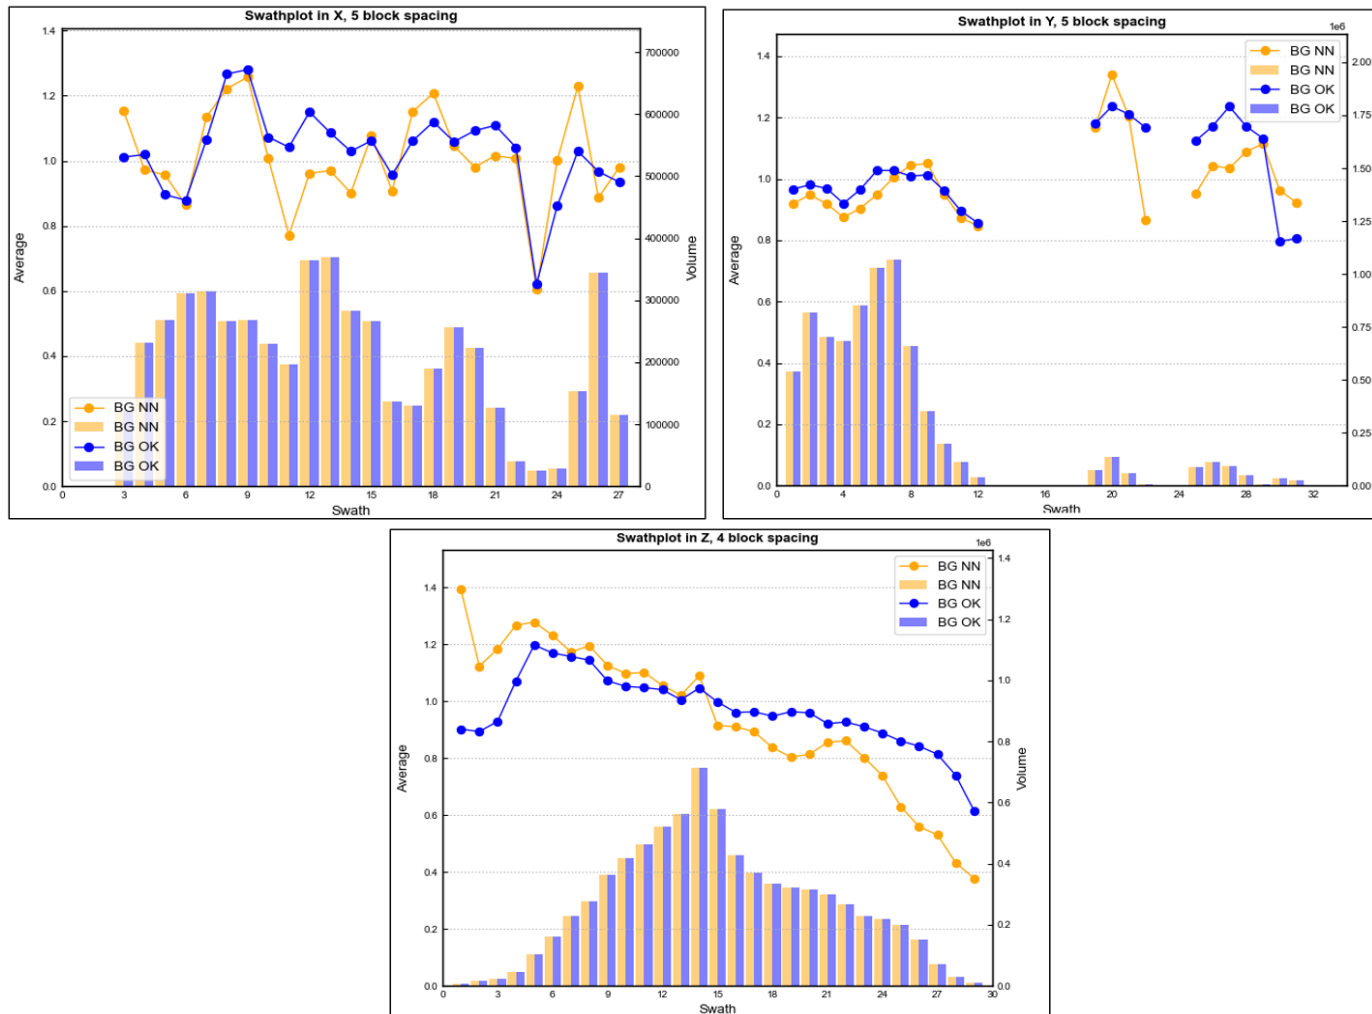 Swathplot in X, 5 block spacing
1.4
1.2
1.0
0.8
0.6
0.4
0.2
0.0
Average
700000
600000
500000
400000
300000
200000
100000
0
Volume
BG NN
BG NN
BG OK
BG OK
0 3 6 9 12 15 18 21 24 27
Swath
Swathplot in Y, 5 block spacing
1e6
1.4
1.2
1.0
0.8
0.6
0.4
0.2
0.0
Average
2.00
1.75
1.50
1.25
1.00
0.75
0.50
0.25
0.00
BG NN
BG NN
BG OK
BG OK
0 4 8 12 16 20 24 28 32
Swath
Swathplot in Z, 4 block spacing
1e6
1.4
1.2
1.0
0.8
0.6
0.4
0.2
0.0
Average
1.4
1.2
1.0
0.8
0.6
0.4
0.2
0.0
Volume
BG NN
BG NN
BG OK
BG OK
0 3 6 9 12 15 18 21 24 27 30
Swath